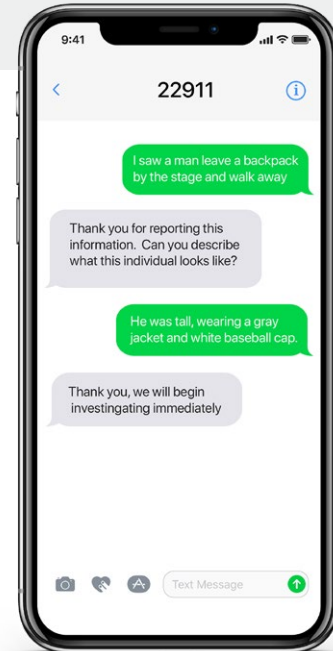 9:41
22911
I saw a man leave a backpack
by the stage and walk away
Thank you for reporting this
information. Can you describe
what this individual looks like?
He was tall, wearing a gray
jacket and white baseball cap.
Thank you, we will begin
investingating immediately
Text Message